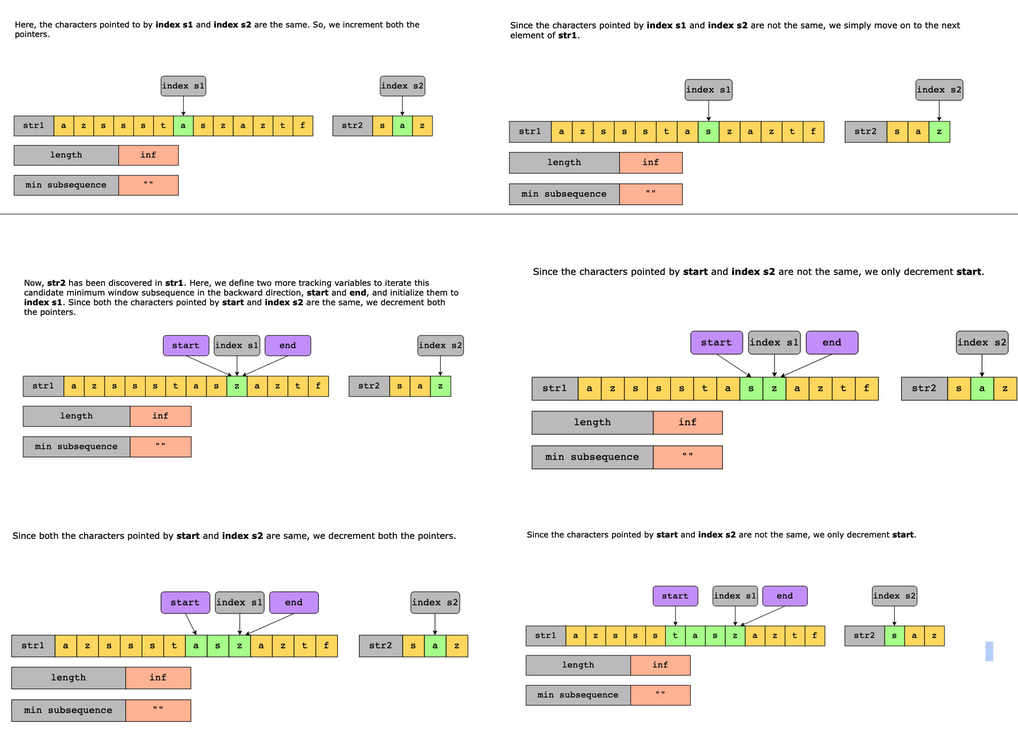 Here, the characters pointed to by index s1 and index s2 are the same. So, we increment both the
pointers.
index s1
index s2
str1 a z s s s t a s z a z t f
str2 s a z
length inf
min subsequence ""
Since the characters pointed by index s1 and index s2 are not the same, we simply move on to the next
element of str1.
index s1
index s2
str1 a z s s s t a s z a z t f
str2 s a z
length inf
min subsequence ""
Now, str2 has been discovered in str1. Here, we define two more tracking variables to iterate this
candidate minimum window subsequence in the backward direction, start and end, and initialize them to
index s1. Since both the characters pointed by start and index s2 are the same, we decrement both
the pointers.
start index s1 end
index s2
str1 a z s s s t a s z a z t f
str2 s a z
length inf
min subsequence ""
Since the characters pointed by start and index s2 are not the same, we only decrement start.
start index s1 end
index s2
str1 a z s s s t a s z a z t f
str2 s a z
length inf
min subsequence ""
Since both the characters pointed by start and index s2 are same, we decrement both the pointers.
start index s1 end
index s2
str1 a z s s s t a s z a z t f
str2 s a z
length inf
min subsequence ""
Since the characters pointed by start and index s2 are not the same, we only decrement start.
start index s1 end
index s2
str1 a z s s s t a s z a z t f
str2 s a z
length inf
min subsequence ""